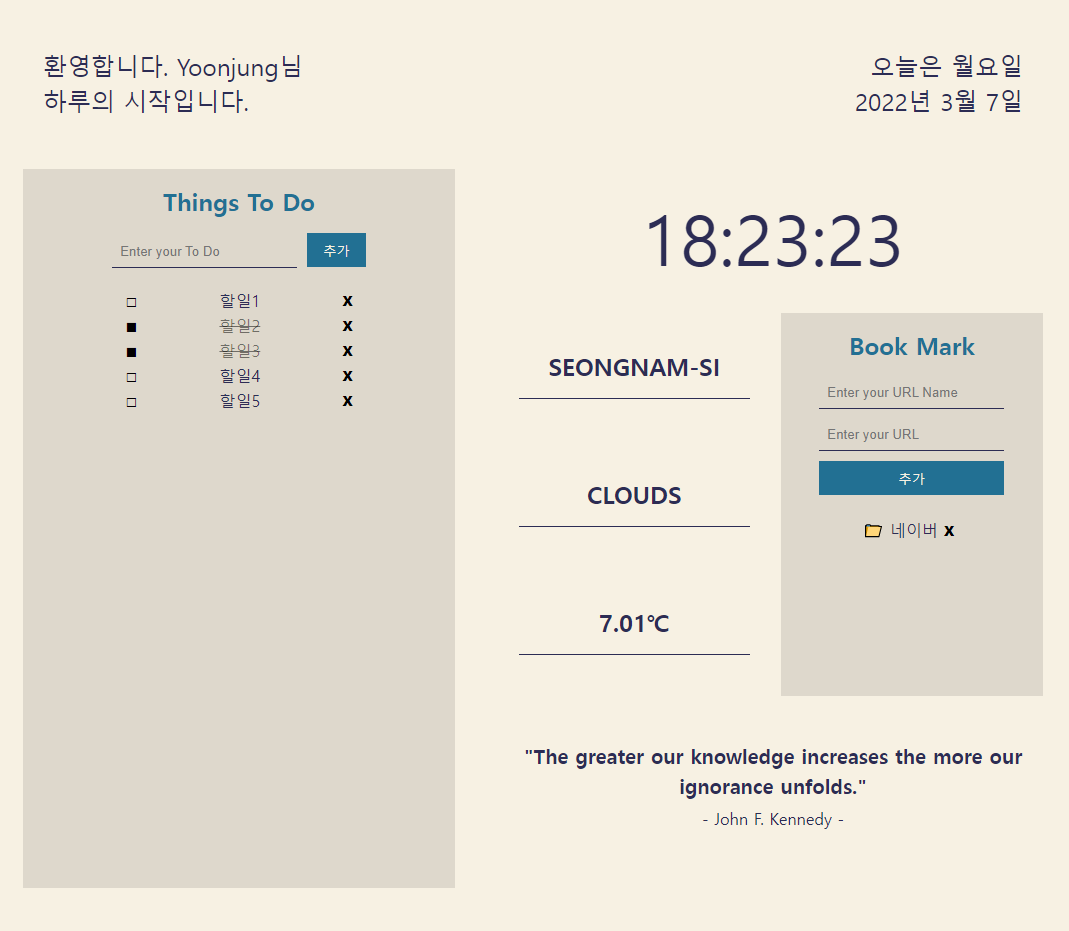 환영합니다. Yoonjung님
하루의 시작입니다.
오늘은 월요일
2022년 3월 7일
Things To Do
Enter your To Do 추가
□ 할일1 X
■ 할일2 X
■ 할일3 X
□ 할일4 X
□ 할일5 X
18:23:23
SEONGNAM-SI
CLOUDS
7.01℃
Book Mark
Enter your URL Name
Enter your URL
추가
네이버 X
"The greater our knowledge increases the more our
ignorance unfolds."
- John F. Kennedy -